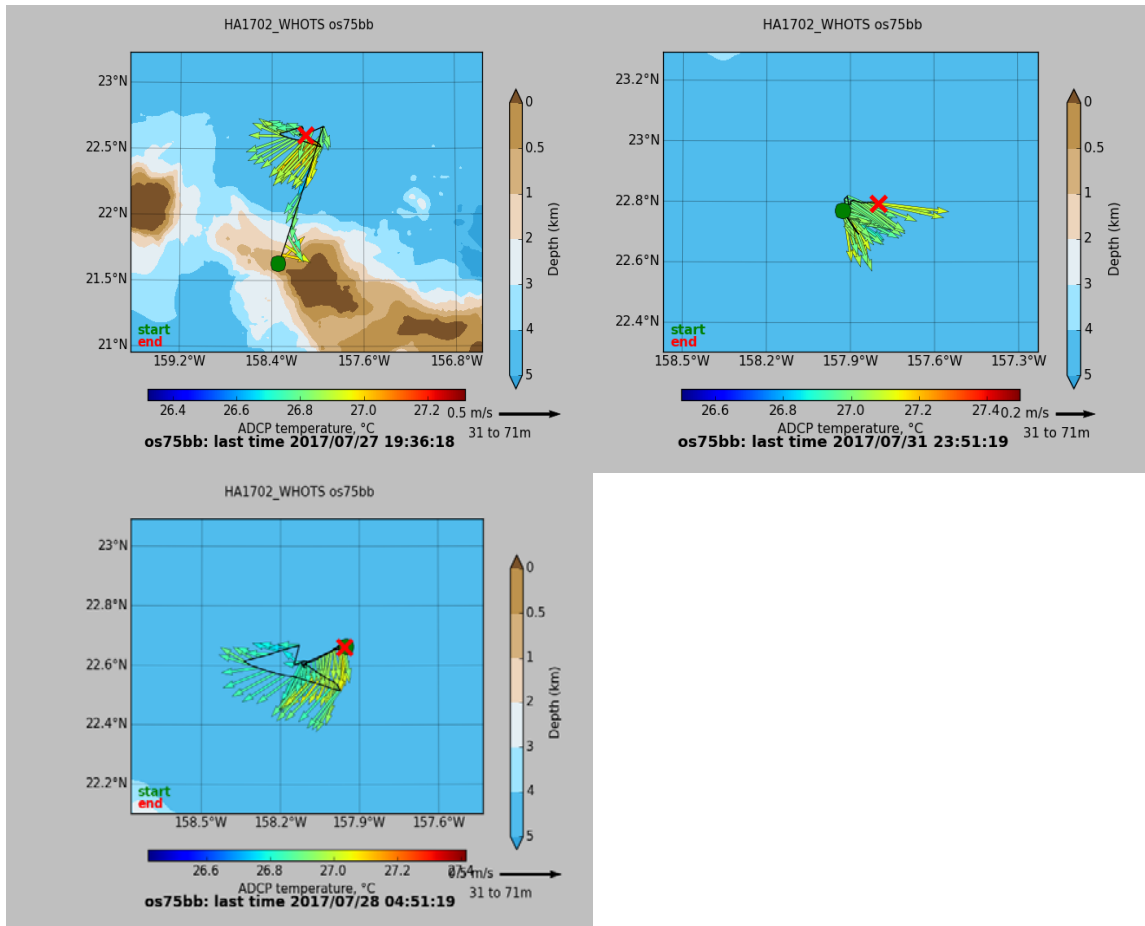 HA1702_WHOTS os75bb
23°N
22.5°N
22°N
21.5°N
21°N
start
end
159.2°W 158.4°W 157.6°W 156.8°W
0
0.5
1
2
3
4
5
Depth (km)
26.4 26.6 26.8 27.0 27.2 0.5 m/s
ADCP temperature, °C
31 to 71m
os75bb: last time 2017/07/27 19:36:18
HA1702_WHOTS os75bb
23.2°N
23°N
22.8°N
22.6°N
22.4°N
start
end
158.5°W 158.2°W 157.9°W 157.6°W 157.3°W
0
0.5
1
2
3
4
5
Depth (km)
26.6 26.8 27.0 27.2 27.4 0.2 m/s
ADCP temperature, °C
31 to 71m
os75bb: last time 2017/07/31 23:51:19
HA1702_WHOTS os75bb
23°N
22.8°N
22.6°N
22.4°N
22.2°N
start
end
158.5°W 158.2°W 157.9°W 157.6°W
0
0.5
1
2
3
4
5
Depth (km)
26.6 26.8 27.0 27.2 27.4 0.5 m/s
ADCP temperature, °C
31 to 71m
os75bb: last time 2017/07/28 04:51:19